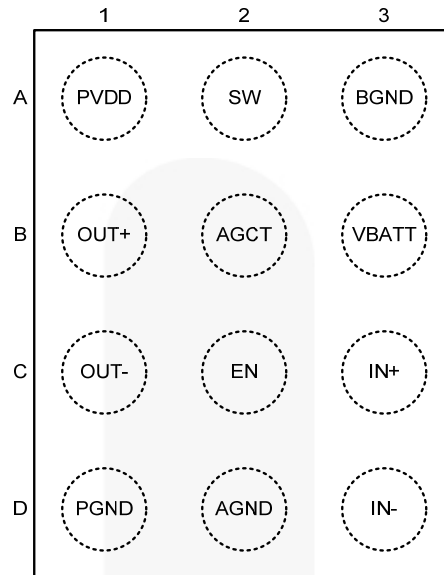 1 2 3
A PVDD SW BGND
B OUT+ AGCT VBATT
C OUT- EN IN+
D PGND AGND IN-